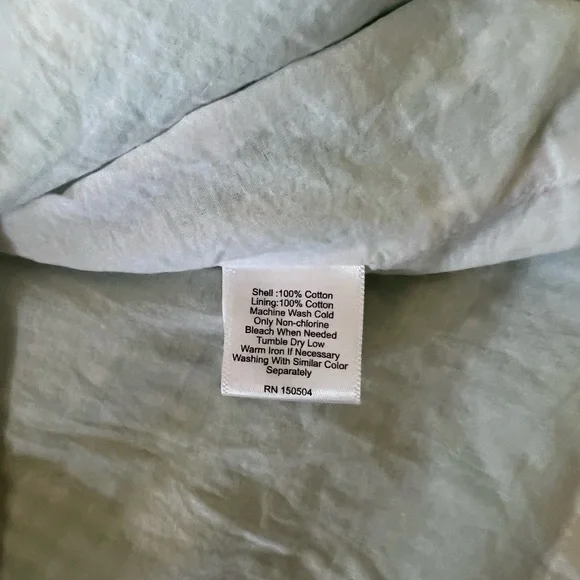 Shell :100% Cotton
Lining:100% Cotton
Machine Wash Cold
Only Non-chlorine
Bleach When Needed
Tumble Dry Low
Warm Iron If Necessary
Washing With Similar Color
Separately
RN 150504